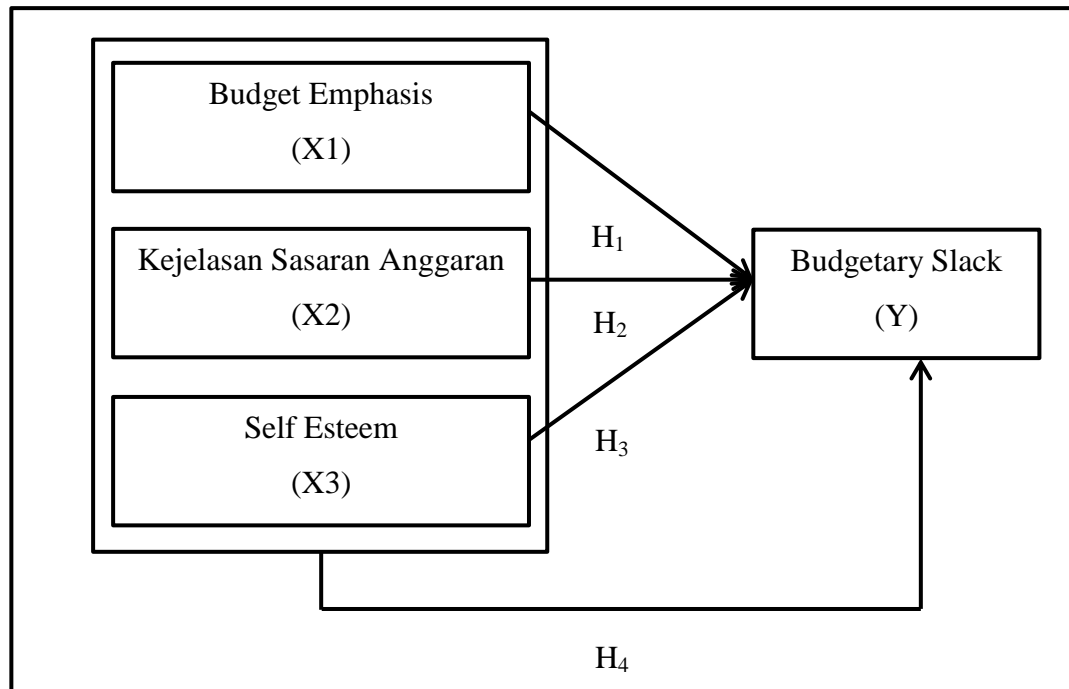 Budget Emphasis
(X1)
Kejelasan Sasaran Anggaran
(X2)
Self Esteem
(X3)
H₁
H₂
H₃
Budgetary Slack
(Y)
H₄